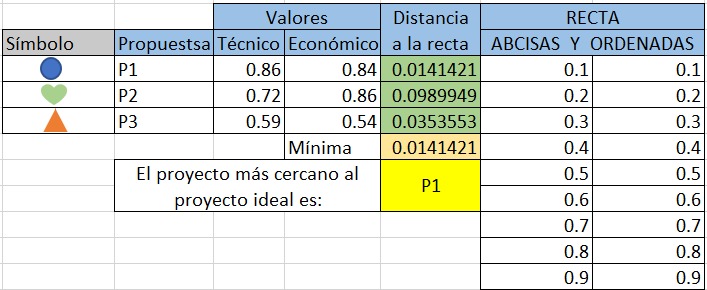 Valores Distancia RECTA
Símbolo Propuestsa Técnico Económico a la recta ABCISAS Y ORDENADAS
P1 0.86 0.84 0.0141421 0.1 0.1
P2 0.72 0.86 0.0989949 0.2 0.2
P3 0.59 0.54 0.0353553 0.3 0.3
Mínima 0.0141421 0.4 0.4
El proyecto más cercano al 0.5 0.5
proyecto ideal es: P1 0.6 0.6
0.7 0.7
0.8 0.8
0.9 0.9